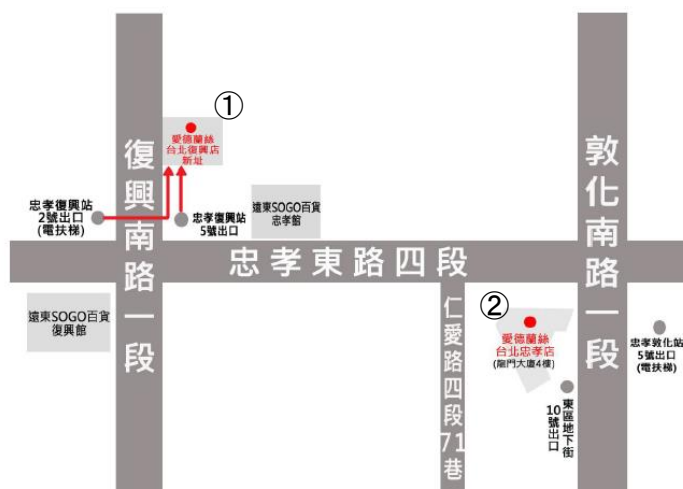 ①
愛德蘭絲
台北復興店
新址
復興南路一段
敦化南路一段
忠孝復興站
2號出口
(電扶梯)
忠孝復興站
5號出口
遠東SOGO百貨
忠孝館
忠孝東路四段
遠東SOGO百貨
復興館
仁愛路四段71巷
②
愛德蘭絲
台北忠孝店
(龍門大廈4樓)
忠孝敦化站
5號出口
(電扶梯)
東區地下街
10號出口